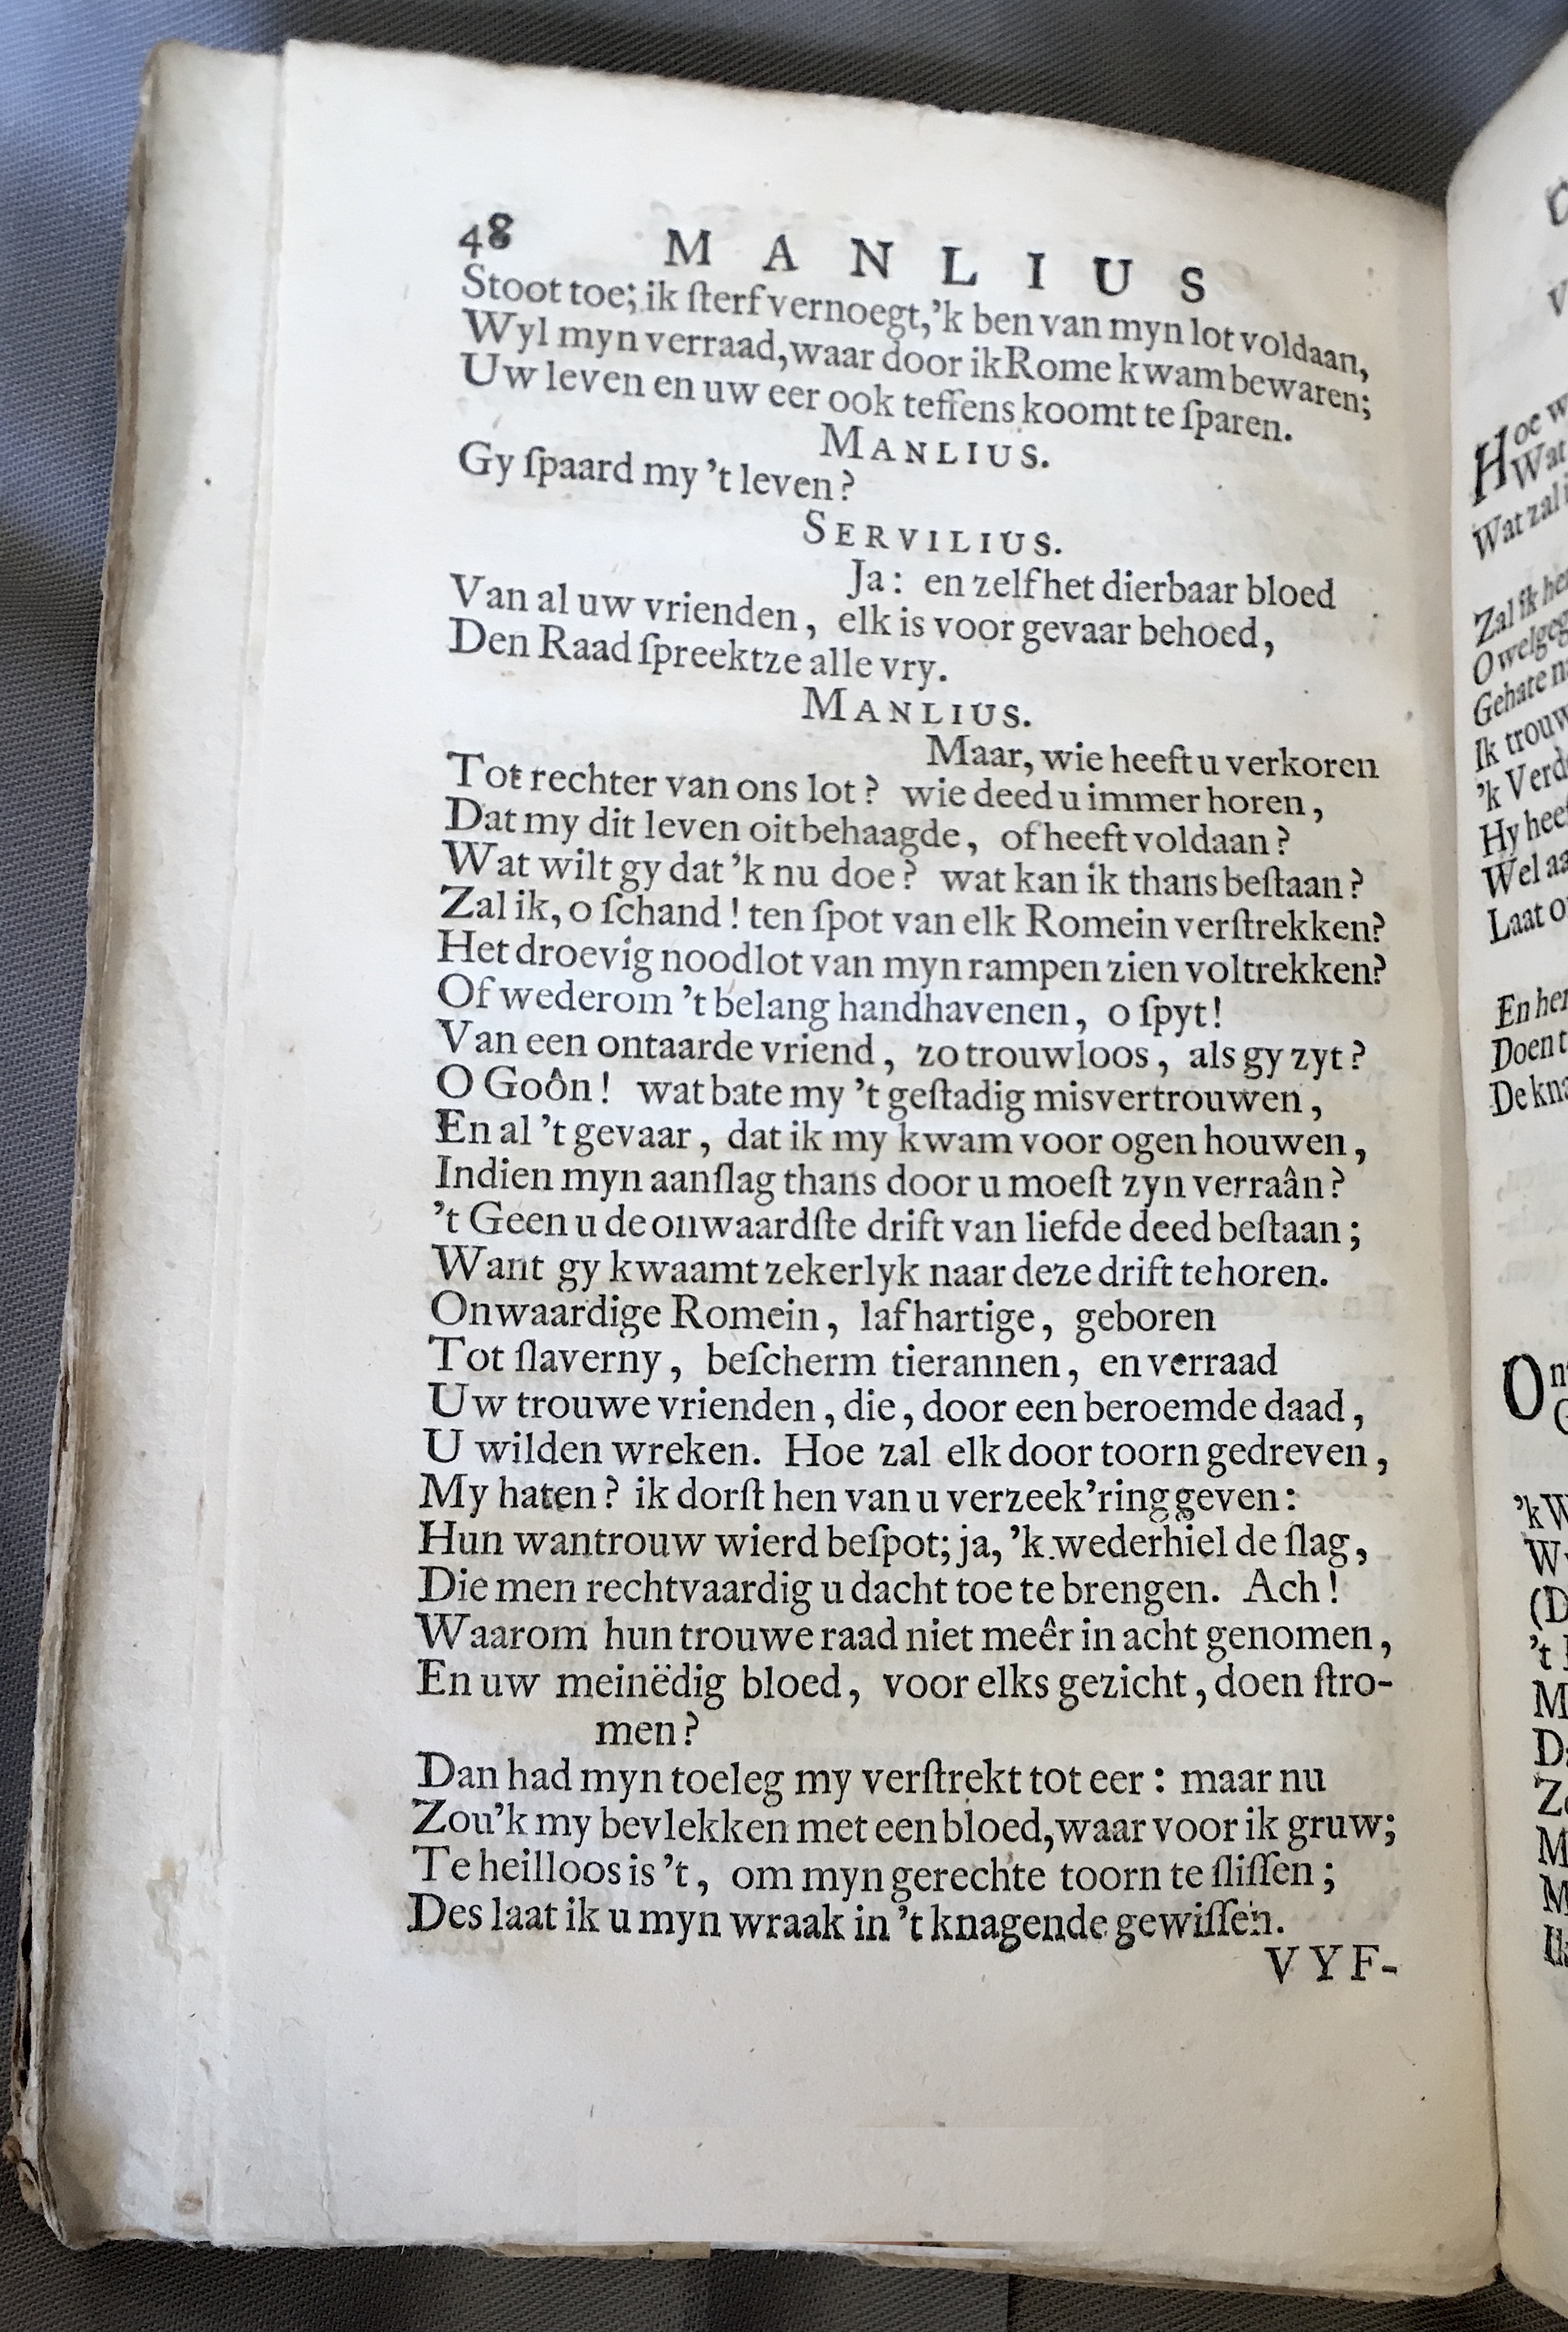 48 MANLIUS
Stoot toe; ik ſterf vernoegt, 'k ben van myn lot voldaan,
Wyl myn verraad, waar door ik Rome kwam bewaren;
Uw leven en uw eer ook teffens koomt te ſparen.
MANLIUS.
Gy ſpaard my 't leven?
SERVILIUS.
Ja: en zelf het dierbaar bloed
Van al uw vrienden, elk is voor gevaar behoed,
Den Raad ſpreektze alle vry.
MANLIUS.
Maar, wie heeft u verkoren
Tot rechter van ons lot? wie deed u immer horen,
Dat my dit leven oit behaagde, of heeft voldaan?
Wat wilt gy dat 'k nu doe? wat kan ik thans beſtaan?
Zal ik, o ſchand! ten ſpot van elk Romein verſtrekken?
Het droevig noodlot van myn rampen zien voltrekken?
Of wederom 't belang handhavenen, o ſpyt!
Van een ontaarde vriend, zo trouwloos, als gy zyt?
O Goôn! wat bate my 't geſtadig misvertrouwen,
En al 't gevaar, dat ik my kwam voor ogen houwen,
Indien myn aanſlag thans door u moeſt zyn verraân?
't Geen u de onwaardſte drift van liefde deed beſtaan;
Want gy kwaamt zekerlyk naar deze drift te horen.
Onwaardige Romein, lafhartige, geboren
Tot ſlaverny, beſcherm tierannen, en verraad
Uw trouwe vrienden, die, door een beroemde daad,
U wilden wreken. Hoe zal elk door toorn gedreven,
My haten? ik dorſt hen van u verzeek'ring geven:
Hun wantrouw wierd beſpot; ja, 'k wederhiel de ſlag,
Die men rechtvaardig u dacht toe te brengen. Ach!
Waarom hun trouwe raad niet meêr in acht genomen,
En uw meinëdig bloed, voor elks gezicht, doen ſtro-
men?
Dan had myn toeleg my verſtrekt tot eer: maar nu
Zou'k my bevlekken met een bloed, waar voor ik gruw;
Te heilloos is 't, om myn gerechte toorn te ſliſſen;
Des laat ik u myn wraak in 't knagende gewiſſen.
VYF-
Hoe
Wat
Wat zal
Zal ik
Gehate
Ik
'k
Hy
Wel
Laat
En
Doen
De